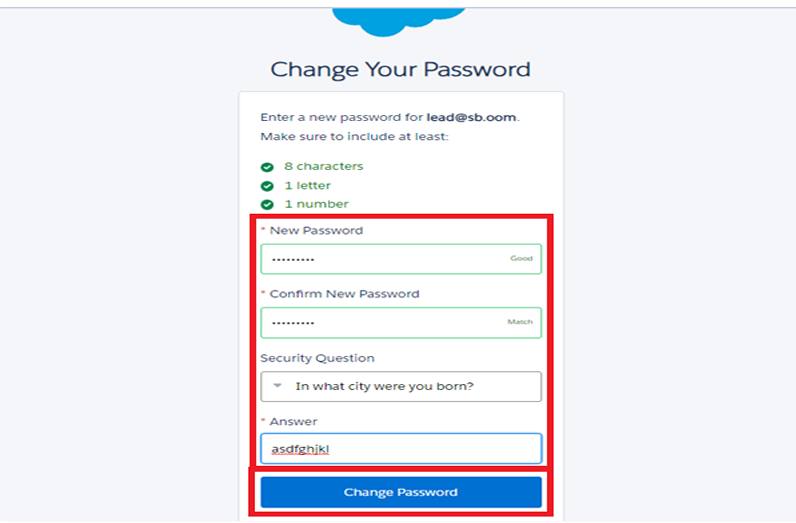 Change Your Password
Enter a new password for lead@sb.oom.
Make sure to include at least:
8 characters
1 letter
1 number
* New Password
••••••••• Good
* Confirm New Password
••••••••• Match
Security Question
In what city were you born?
* Answer
asdfghjkl
Change Password